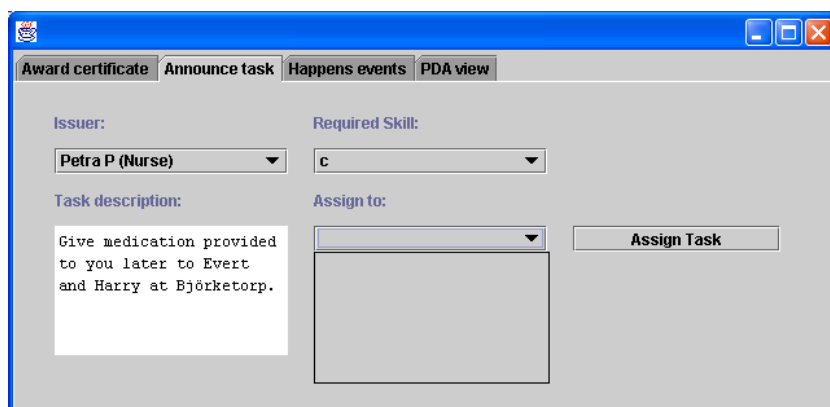 Award certificate Announce task Happens events PDA view
Issuer: Required Skill:
Petra P (Nurse) c
Task description: Assign to:
Give medication provided
to you later to Evert
and Harry at Björketorp.
Assign Task